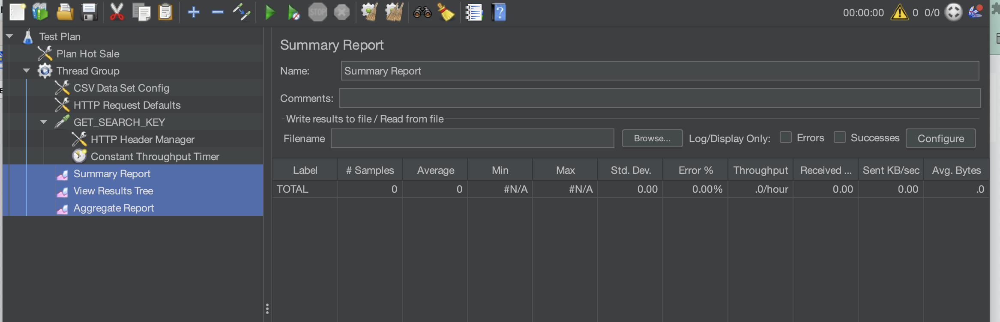 STOP
00:00:00
0
0/0
Test Plan
Plan Hot Sale
Thread Group
CSV Data Set Config
HTTP Request Defaults
GET_SEARCH_KEY
HTTP Header Manager
Constant Throughput Timer
Summary Report
View Results Tree
Aggregate Report
Summary Report
Name: Summary Report
Comments:
Write results to file / Read from file
Filename Browse... Log/Display Only: Errors Successes Configure
Label # Samples Average Min Max Std. Dev. Error % Throughput Received ... Sent KB/sec Avg. Bytes
TOTAL 0 0 #N/A #N/A 0.00 0.00% .0/hour 0.00 0.00 .0